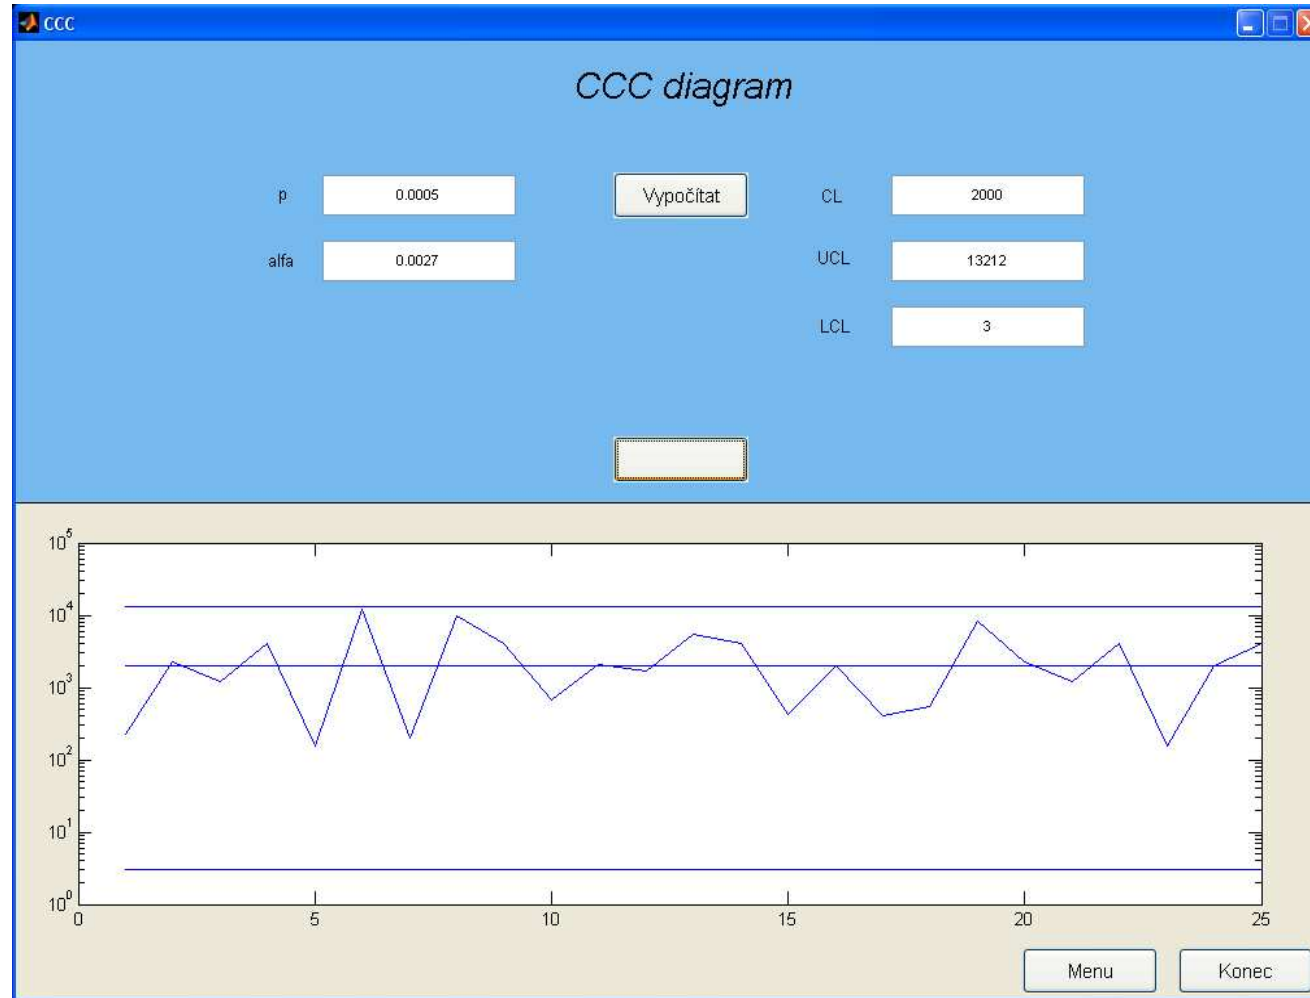 CCC
CCC diagram
p 0.0005 Vypočítat CL 2000
alfa 0.0027 UCL 13212
LCL 3
10^5
10^4
10^3
10^2
10^1
10^0
0 5 10 15 20 25
Menu Konec